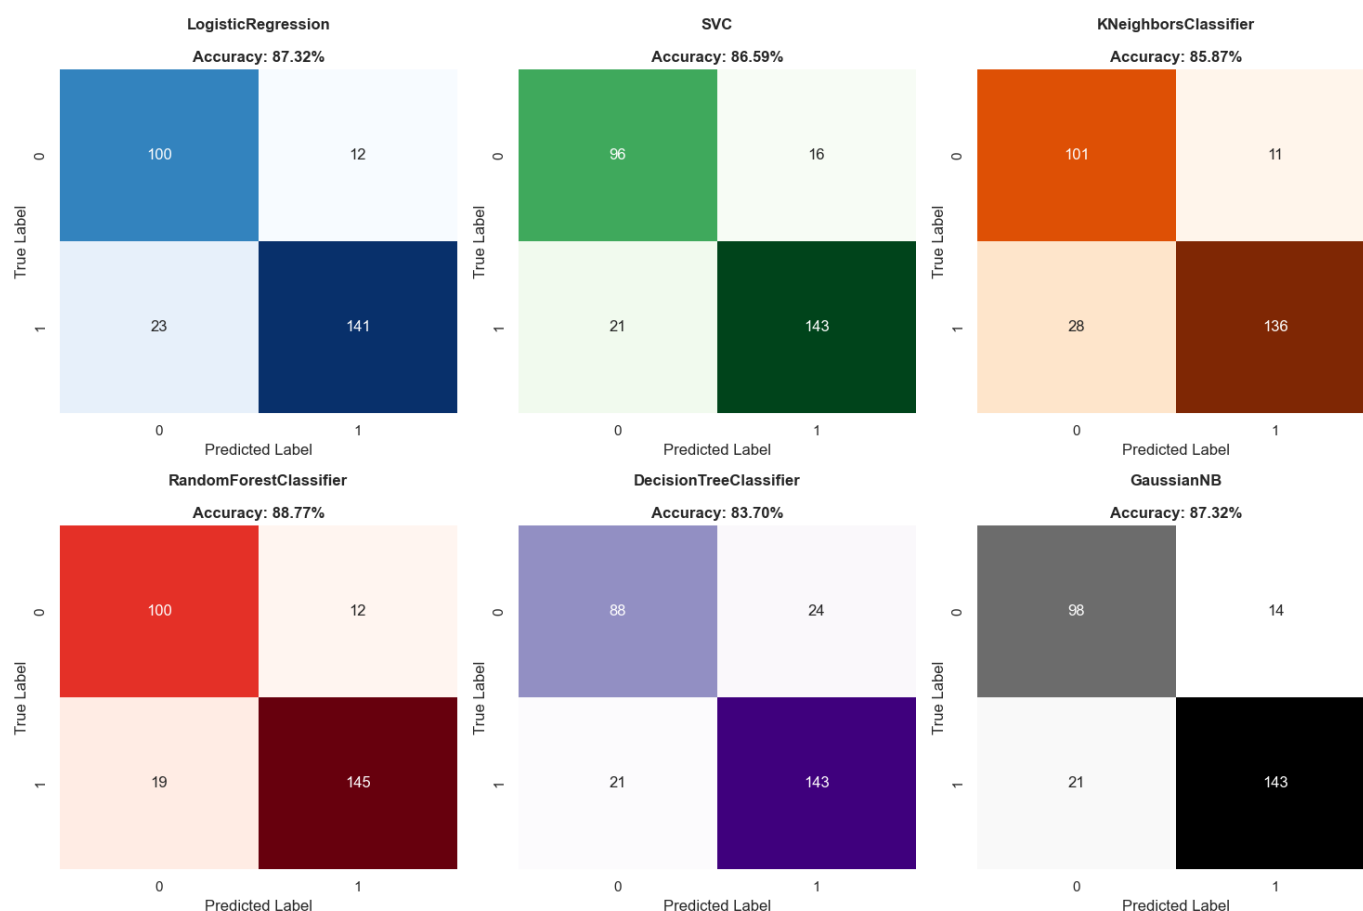 LogisticRegression
Accuracy: 87.32%
True Label
0
100
12
1
23
141
0
1
Predicted Label
SVC
Accuracy: 86.59%
True Label
0
96
16
1
21
143
0
1
Predicted Label
KNeighborsClassifier
Accuracy: 85.87%
True Label
0
101
11
1
28
136
0
1
Predicted Label
RandomForestClassifier
Accuracy: 88.77%
True Label
0
100
12
1
19
145
0
1
Predicted Label
DecisionTreeClassifier
Accuracy: 83.70%
True Label
0
88
24
1
21
143
0
1
Predicted Label
GaussianNB
Accuracy: 87.32%
True Label
0
98
14
1
21
143
0
1
Predicted Label